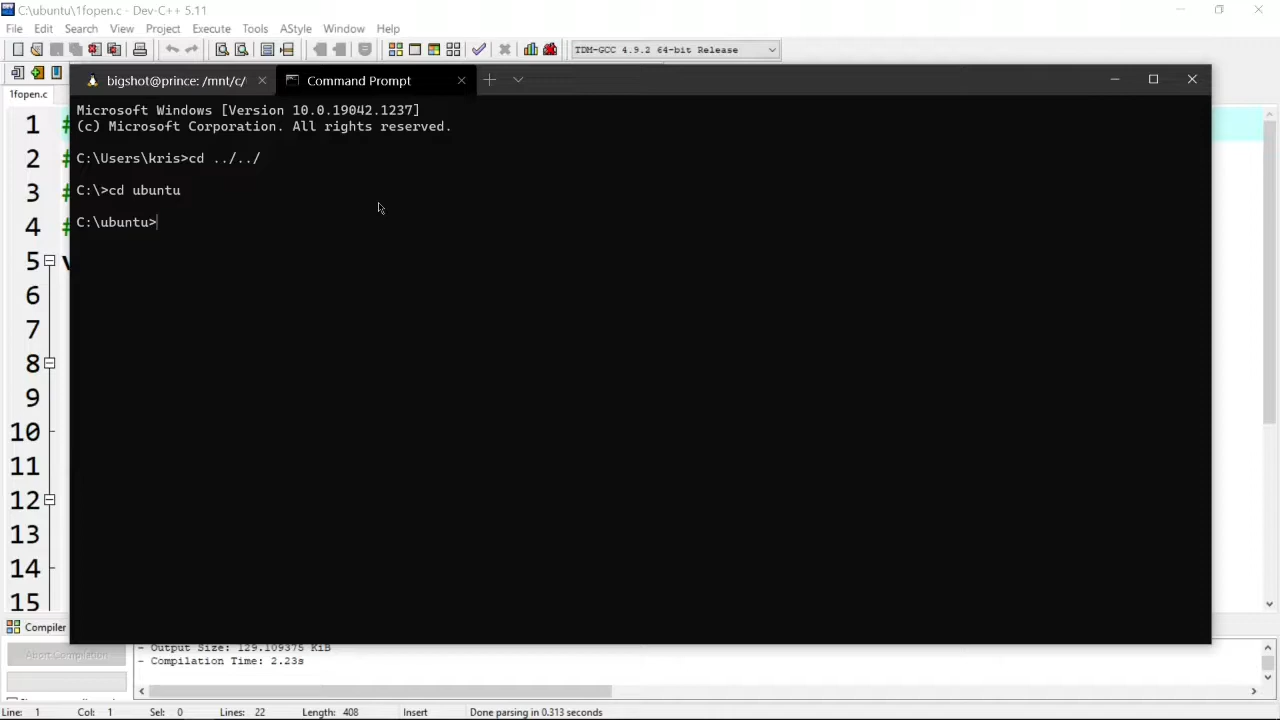 C:\ubuntu\1fopen.c - Dev-C++ 5.11
File Edit Search View Project Execute Tools AStyle Window Help
TDM-GCC 4.9.2 64-bit Release
bigshot@prince: /mnt/c/
Command Prompt
1fopen.c
Microsoft Windows [Version 10.0.19042.1237]
(c) Microsoft Corporation. All rights reserved.
C:\Users\kris>cd ../../
C:\>cd ubuntu
C:\ubuntu>
1 #
2 #
3 #
4 #
5
6
7
8
9
10
11
12
13
14
15
Compiler
Abort Compilation
- Output Size: 129.109375 KiB
- Compilation Time: 2.23s
Line: 1 Col: 1 Sel: 0 Lines: 22 Length: 408 Insert Done parsing in 0.313 seconds